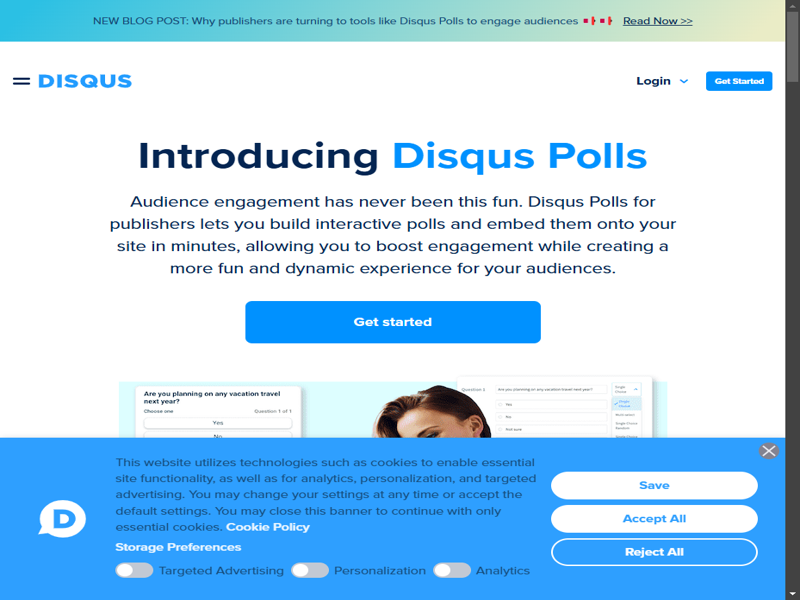 NEW BLOG POST: Why publishers are turning to tools like Disqus Polls to engage audiences Read Now >>
DISQUS
Login
Get Started
Introducing Disqus Polls
Audience engagement has never been this fun. Disqus Polls for
publishers lets you build interactive polls and embed them onto your
site in minutes, allowing you to boost engagement while creating a
more fun and dynamic experience for your audiences.
Get started
Are you planning on any vacation travel
next year?
Choose one
Question 1 of 1
Yes
No
Question 1
Are you planning on any vacation travel next year?
Yes
No
Not sure
Single
Choice
Single
Choice
This website utilizes technologies such as cookies to enable essential
site functionality, as well as for analytics, personalization, and targeted
advertising. You may change your settings at any time or accept the
default settings. You may close this banner to continue with only
essential cookies. Cookie Policy
Storage Preferences
Targeted Advertising
Personalization
Analytics
Save
Accept All
Reject All
D